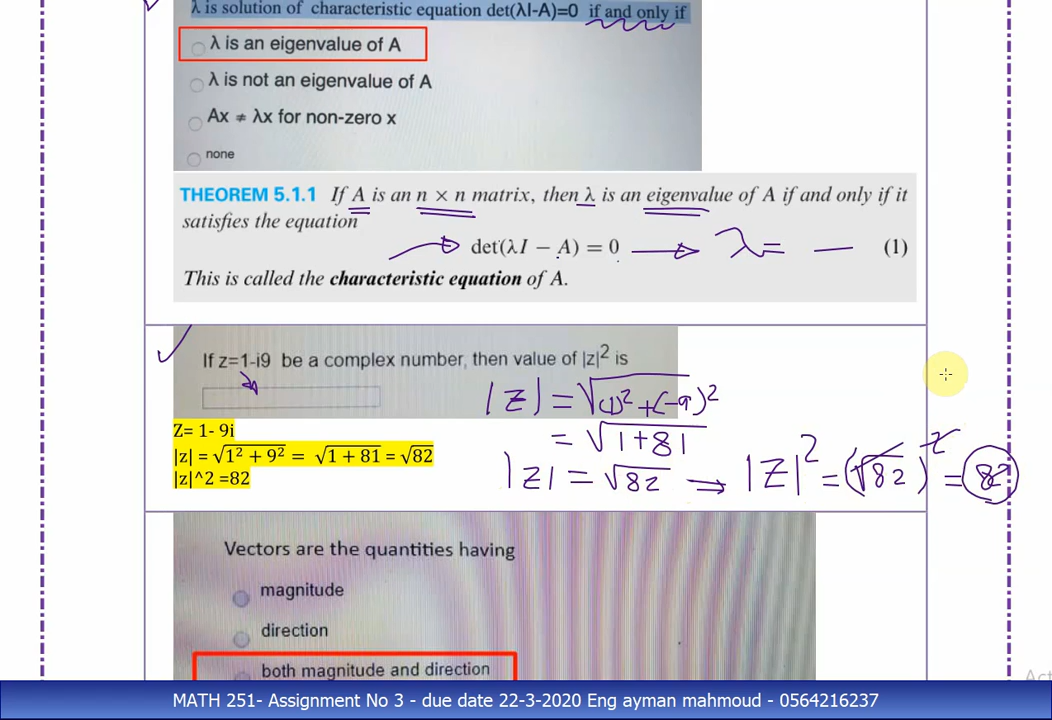 λ is solution of characteristic equation det(λI-A)=0 if and only if
λ is an eigenvalue of A
λ is not an eigenvalue of A
Ax ≠ λx for non-zero x
none
THEOREM 5.1.1 If A is an n × n matrix, then λ is an eigenvalue of A if and only if it
satisfies the equation
det(λI − A) = 0 → λ= — (1)
This is called the characteristic equation of A.
If z=1-i9 be a complex number, then value of |z|² is
|Z| = √(1)²+(-9)²
= √1+81
|Z| = √82 → |Z|² = (√82)² = 82
Z= 1- 9i
|z| = √1² + 9² = √1 + 81 = √82
|z|^2 =82
Vectors are the quantities having
magnitude
direction
both magnitude and direction
MATH 251- Assignment No 3 - due date 22-3-2020 Eng ayman mahmoud - 0564216237